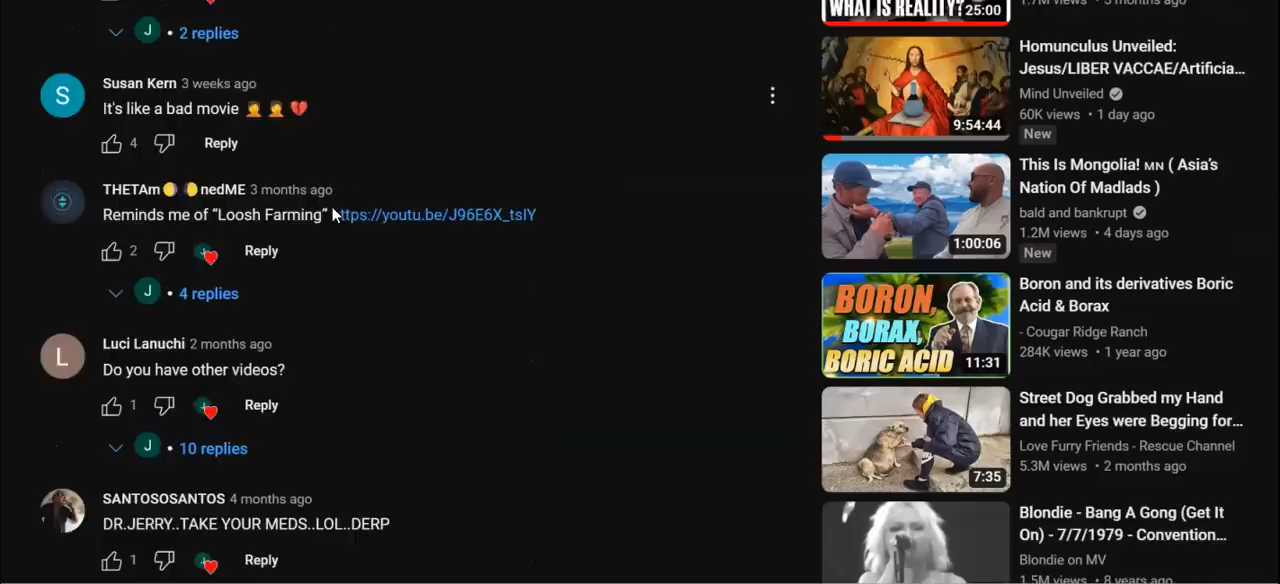 2 replies
S
Susan Kern 3 weeks ago
It's like a bad movie 🤦 🤦 💔
4 Reply
THETAm🌓🌗nedME 3 months ago
Reminds me of “Loosh Farming” ttps://youtu.be/J96E6X_tsIY
2 Reply
J • 4 replies
L
Luci Lanuchi 2 months ago
Do you have other videos?
1 Reply
J • 10 replies
SANTOSOSANTOS 4 months ago
DR.JERRY..TAKE YOUR MEDS..LOL..DERP
1 Reply
WHAT IS REALITY?
25:00
Homunculus Unveiled:
Jesus/LIBER VACCAE/Artificia...
Mind Unveiled
60K views • 1 day ago
New
9:54:44
This Is Mongolia! MN ( Asia's
Nation Of Madlads )
bald and bankrupt
1.2M views • 4 days ago
New
1:00:06
BORON,
BORAX,
BORIC ACID
11:31
Boron and its derivatives Boric
Acid & Borax
- Cougar Ridge Ranch
284K views • 1 year ago
Street Dog Grabbed my Hand
and her Eyes were Begging for...
Love Furry Friends - Rescue Channel
5.3M views • 2 months ago
7:35
Blondie - Bang A Gong (Get It
On) - 7/7/1979 - Convention...
Blondie on MV
1.5M views • 8 years ago